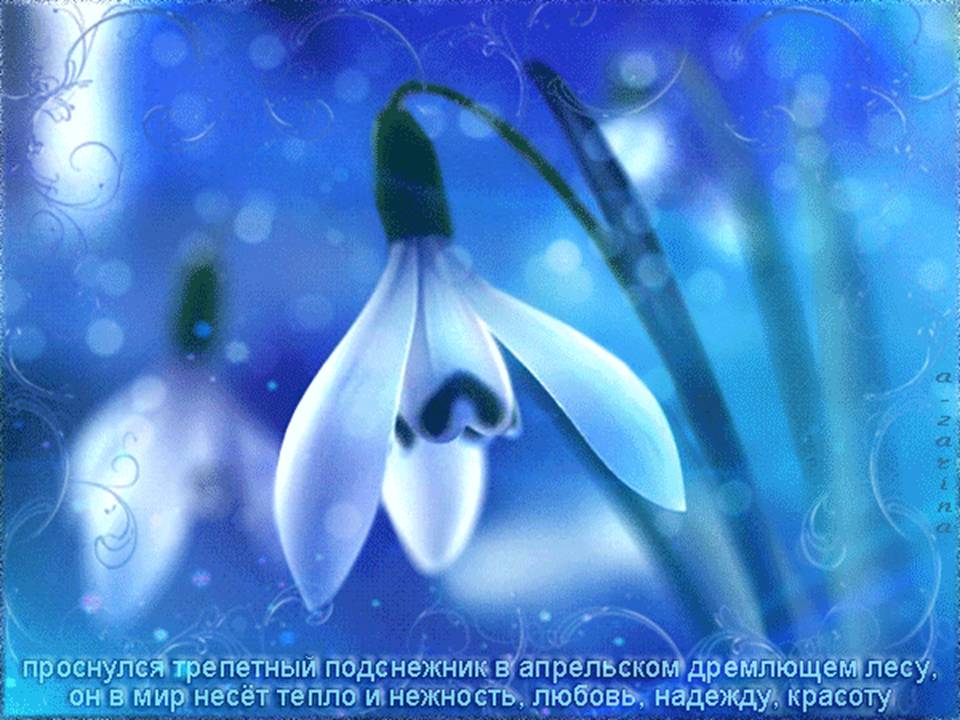 проснулся трепетный подснежник в апрельском дремлющем лесу,
он в мир несёт тепло и нежность, любовь, надежду, красоту
a-zarina